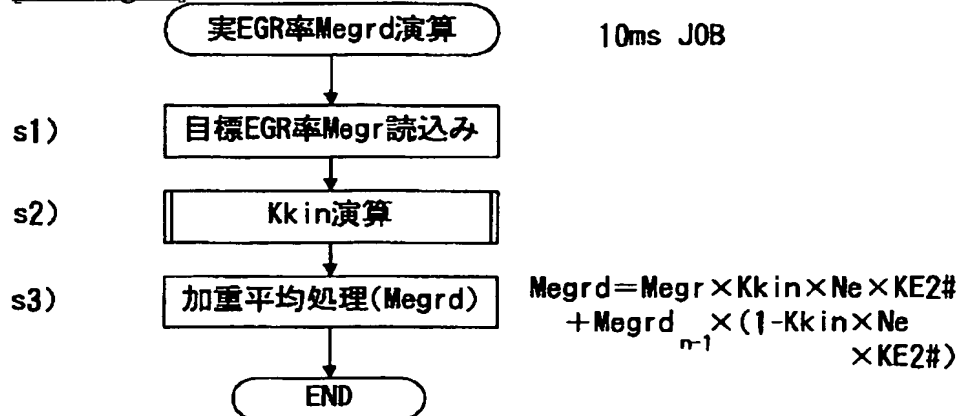 実EGR率Megrd演算
10ms JOB
s1)
目標EGR率Megr読込み
s2)
Kkin演算
s3)
加重平均処理(Megrd)
Megrd=Megr×Kkin×Ne×KE2#
+Megrd n-1×(1-Kkin×Ne
×KE2#)
END